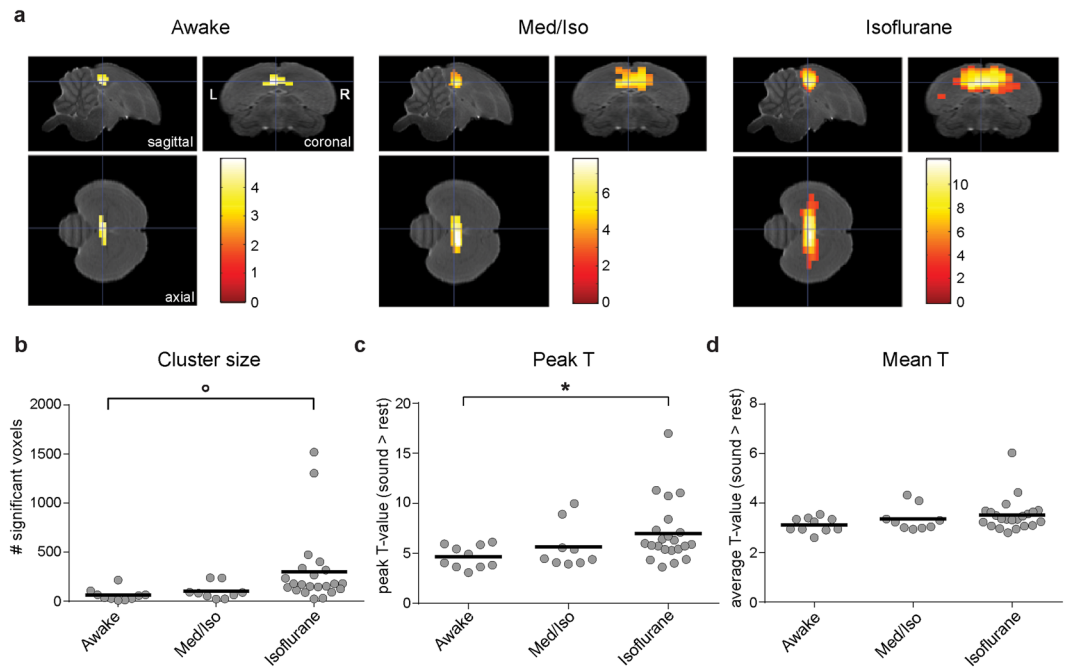 a
Awake
Med/Iso
Isoflurane
L
R
sagittal
coronal
axial
4
3
2
1
0
6
4
2
0
10
8
6
4
2
0
b
Cluster size
# significant voxels
2000
1500
1000
500
0
Awake
Med/Iso
Isoflurane
c
Peak T
*
peak T-value (sound > rest)
20
15
10
5
0
Awake
Med/Iso
Isoflurane
d
Mean T
average T-value (sound > rest)
8
6
4
2
0
Awake
Med/Iso
Isoflurane